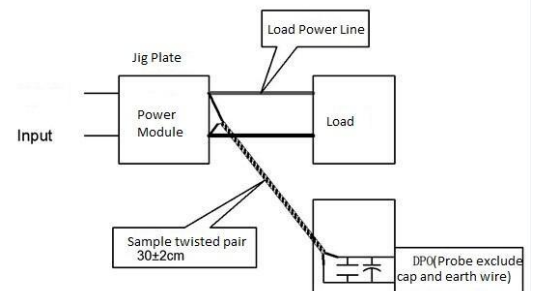 Load Power Line
Jig Plate
Power
Module
Load
Input
Sample twisted pair
30±2cm
DPO(Probe exclude
cap and earth wire)